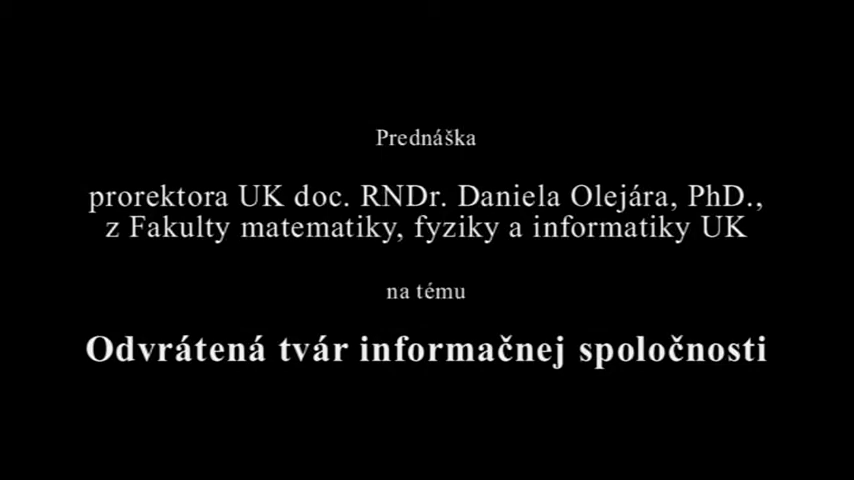 Prednáška
prorektora UK doc. RNDr. Daniela Olejára, PhD.,
z Fakulty matematiky, fyziky a informatiky UK
na tému
Odvrátená tvár informačnej spoločnosti